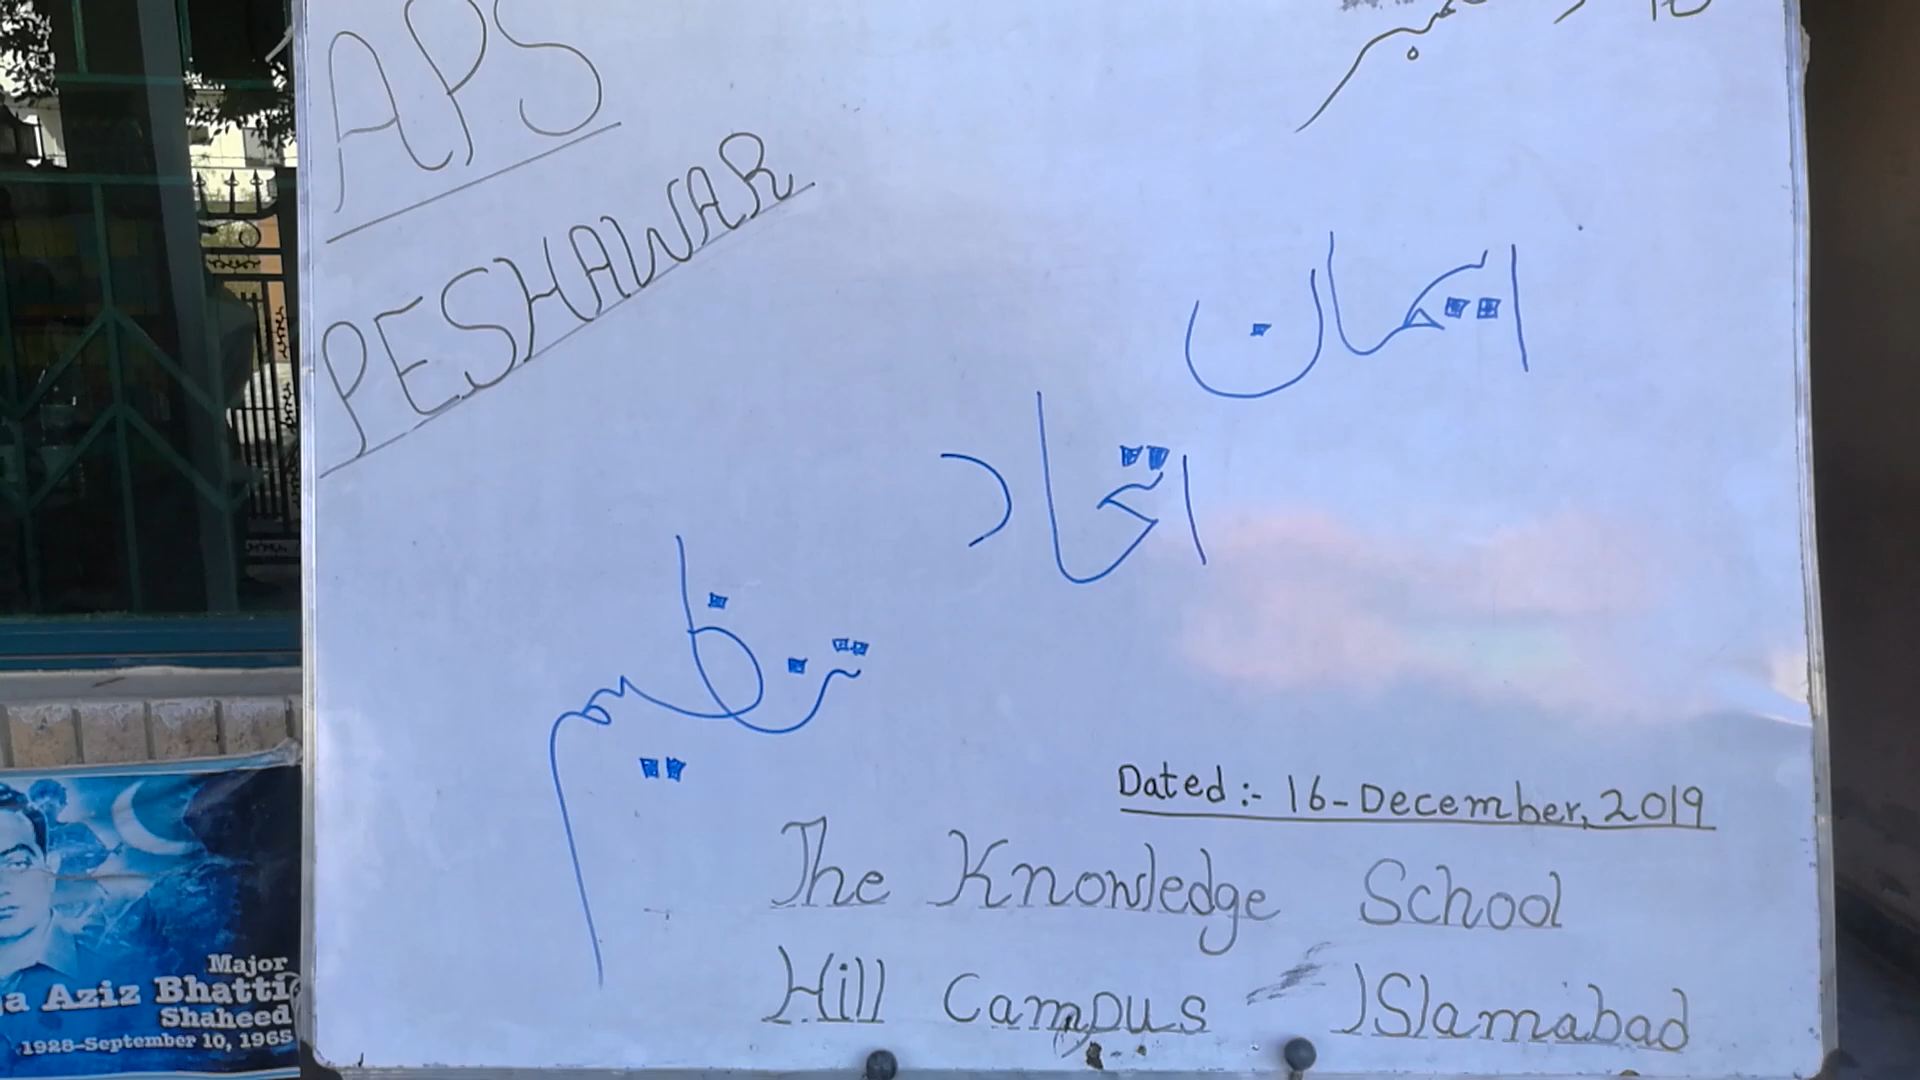 APS
PESHAWAR
ایمان
اتحاد
تنظیم
Dated :- 16-December, 2019
The Knowledge School
Hill Campus - Islamabad
Major
a Aziz Bhatti
Shaheed
1928-September 10, 1965